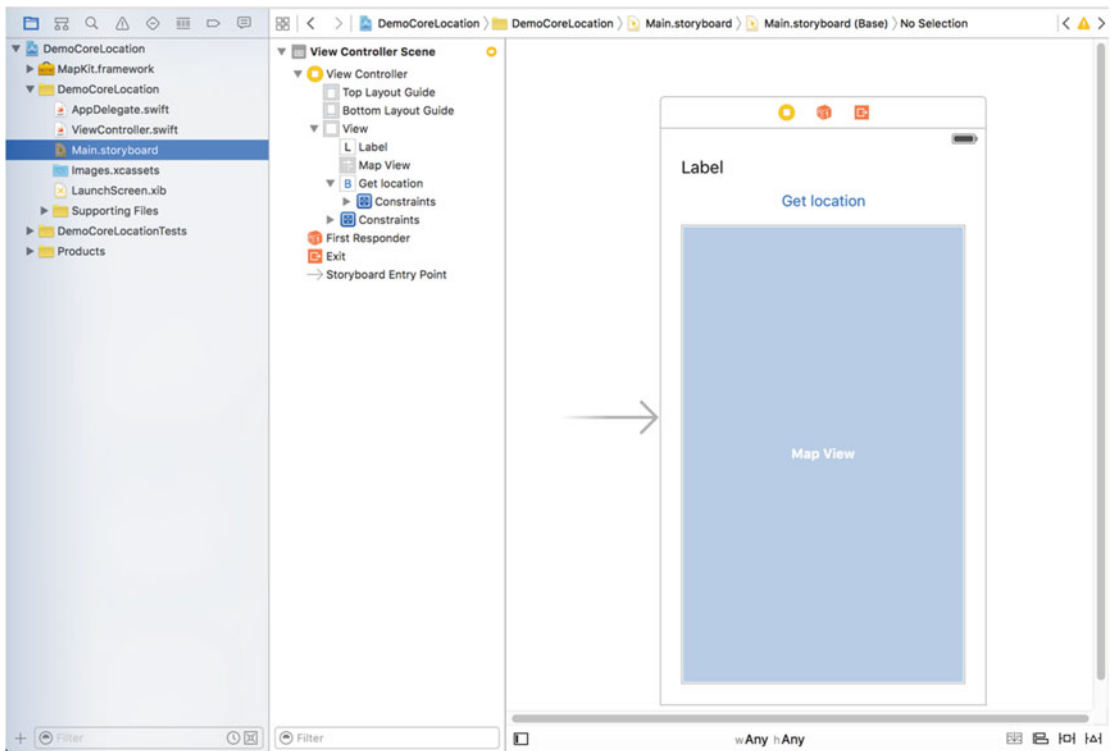 DemoCoreLocation
DemoCoreLocation
Main.storyboard
Main.storyboard (Base)
No Selection
DemoCoreLocation
MapKit.framework
DemoCoreLocation
AppDelegate.swift
ViewController.swift
Main.storyboard
Images.xcassets
LaunchScreen.xib
Supporting Files
DemoCoreLocationTests
Products
Filter
View Controller Scene
View Controller
Top Layout Guide
Bottom Layout Guide
View
L Label
Map View
B Get location
Constraints
Constraints
First Responder
Exit
Storyboard Entry Point
Filter
Label
Get location
Map View
wAny hAny